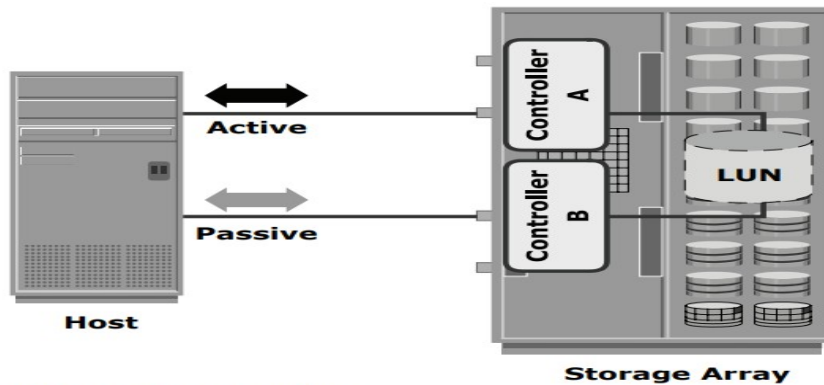 Active
Passive
Host
Controller
A
Controller
B
LUN
Storage Array